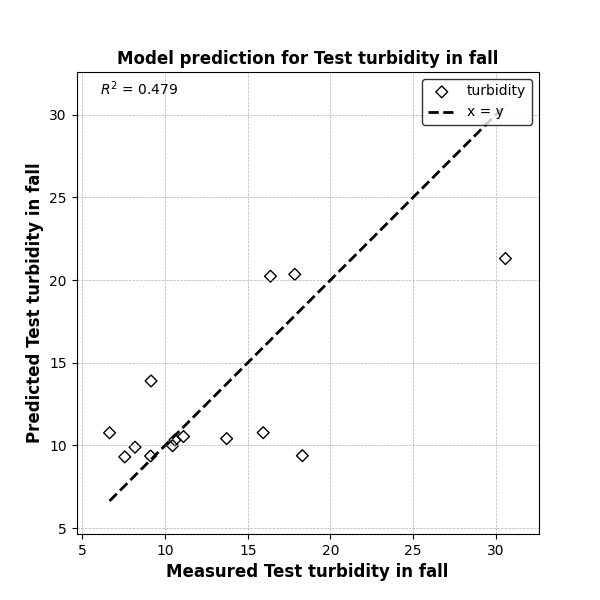 Model prediction for Test turbidity in fall
R² = 0.479
turbidity
x = y
Predicted Test turbidity in fall
30
25
20
15
10
5
5 10 15 20 25 30
Measured Test turbidity in fall